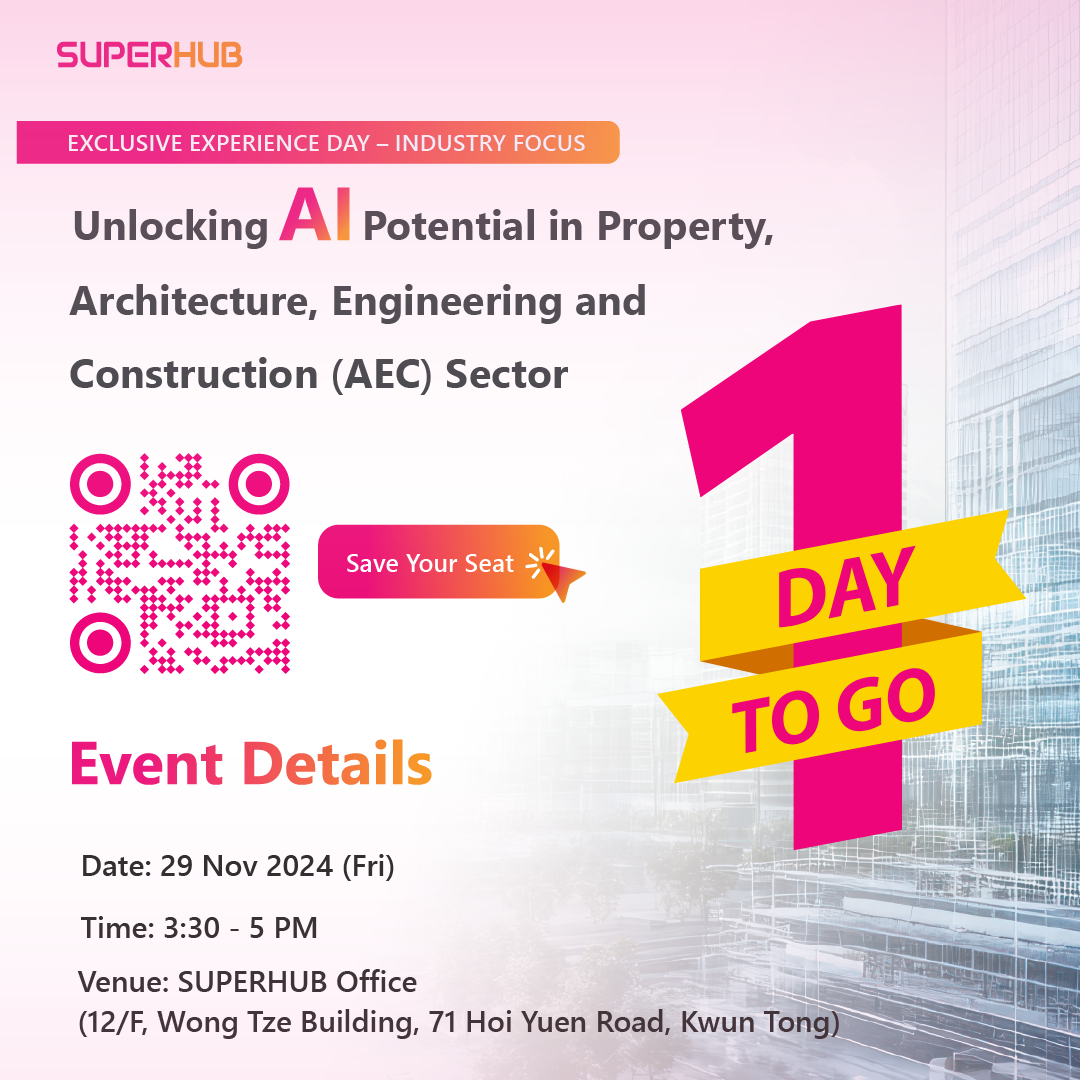 SUPERHUB
EXCLUSIVE EXPERIENCE DAY – INDUSTRY FOCUS
Unlocking AI Potential in Property,
Architecture, Engineering and
Construction (AEC) Sector
1
DAY
TO GO
Save Your Seat
Event Details
Date: 29 Nov 2024 (Fri)
Time: 3:30 - 5 PM
Venue: SUPERHUB Office
(12/F, Wong Tze Building, 71 Hoi Yuen Road, Kwun Tong)